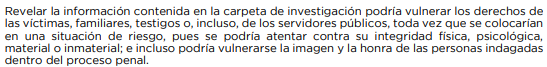 Revelar la información contenida en la carpeta de investigación podría vulnerar los derechos de
las víctimas, familiares, testigos o, incluso, de los servidores públicos, toda vez que se colocarían
en una situación de riesgo, pues se podría atentar contra su integridad física, psicológica,
material o inmaterial; e incluso podría vulnerarse la imagen y la honra de las personas indagadas
dentro del proceso penal.